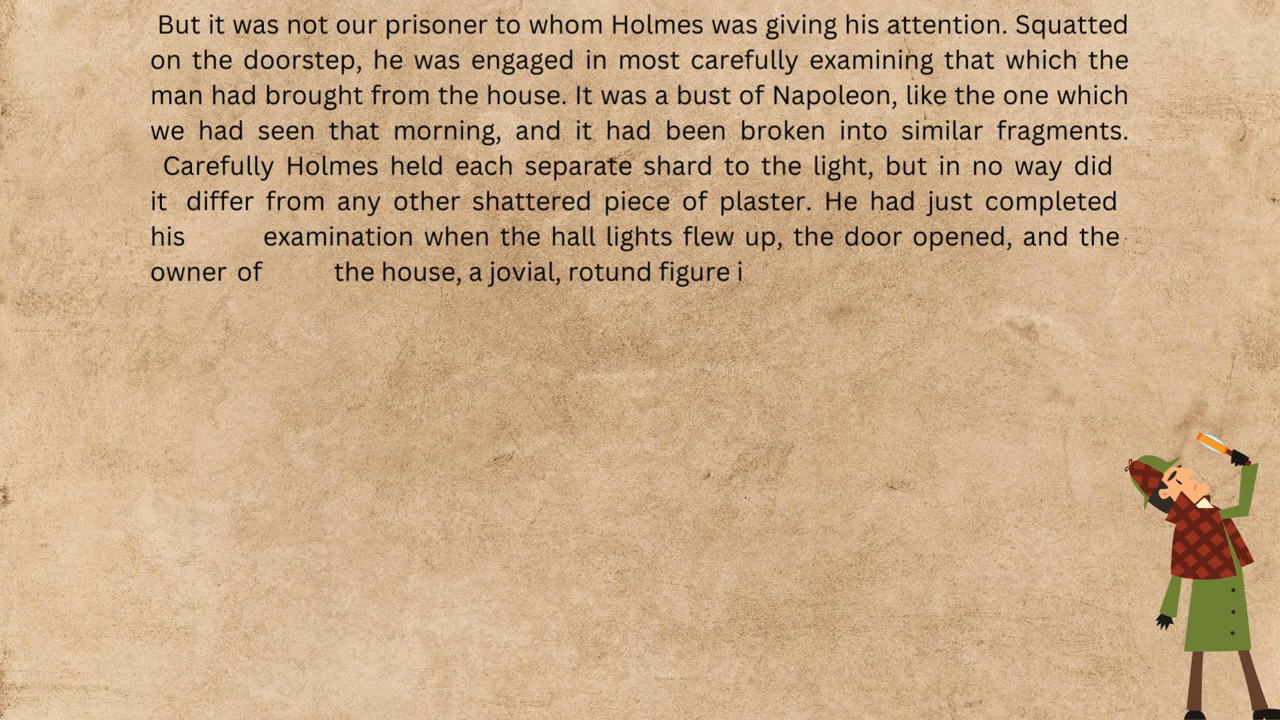 But it was not our prisoner to whom Holmes was giving his attention. Squatted
on the doorstep, he was engaged in most carefully examining that which the
man had brought from the house. It was a bust of Napoleon, like the one which
we had seen that morning, and it had been broken into similar fragments.
Carefully Holmes held each separate shard to the light, but in no way did
it differ from any other shattered piece of plaster. He had just completed
his examination when the hall lights flew up, the door opened, and the
owner of the house, a jovial, rotund figure i